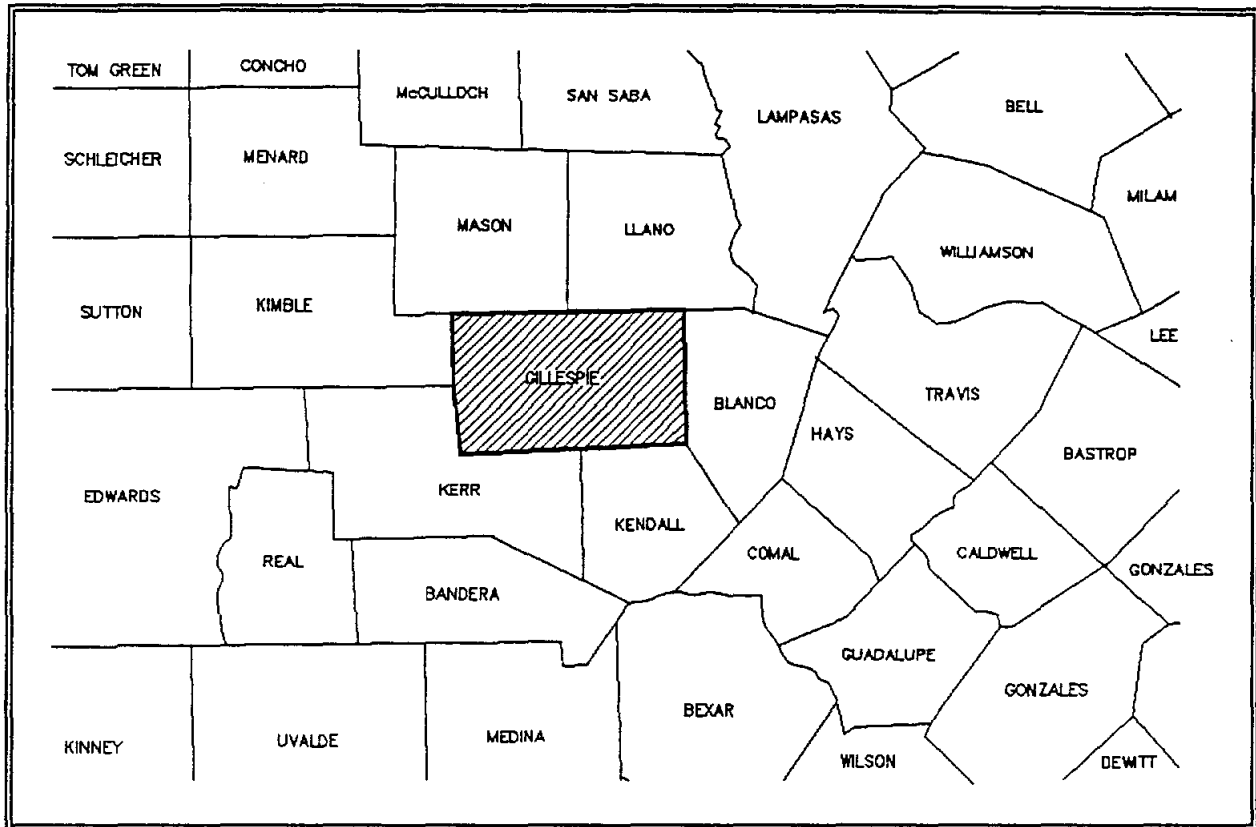 TOM GREEN
CONCHO
McCULLOCH
SAN SABA
LAMPASAS
BELL
SCHLEICHER
MENARD
MILAM
MASON
LLANO
WILLIAMSON
SUTTON
KIMBLE
LEE
GILLESPIE
BLANCO
TRAVIS
HAYS
BASTROP
EDWARDS
KERR
KENDALL
COMAL
CALDWELL
GONZALES
REAL
BANDERA
GUADALUPE
GONZALES
BEXAR
KINNEY
UVALDE
MEDINA
WILSON
DEWITT